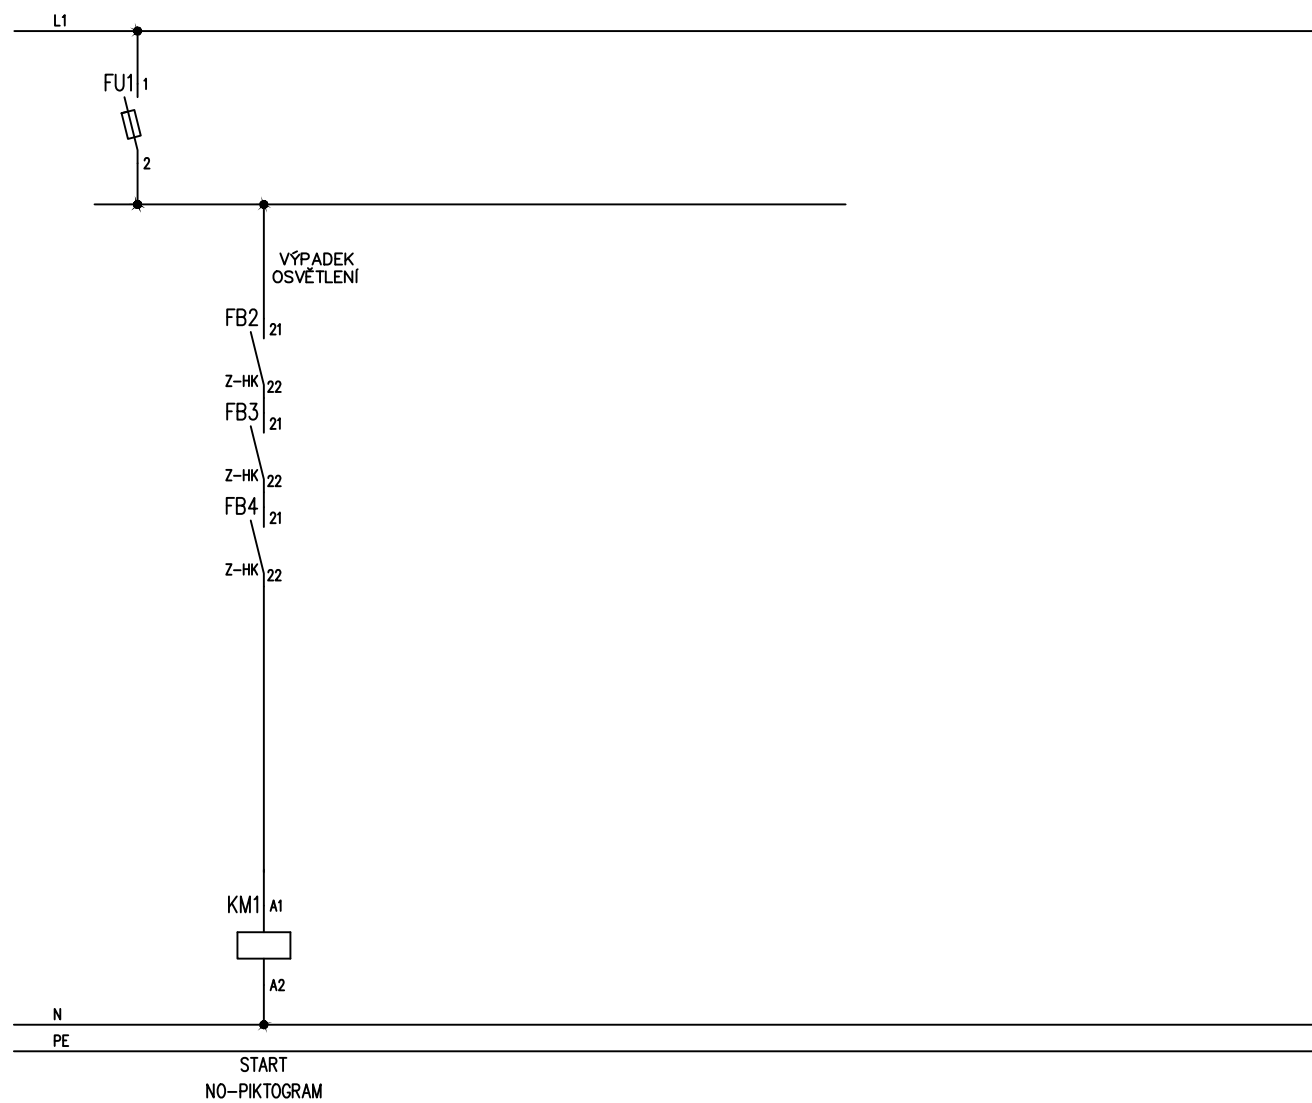 L1
FU1 1
2
VÝPADEK
OSVĚTLENÍ
FB2 21
Z-HK 22
FB3 21
Z-HK 22
FB4 21
Z-HK 22
KM1 A1
A2
N
PE
START
NO-PIKTOGRAM